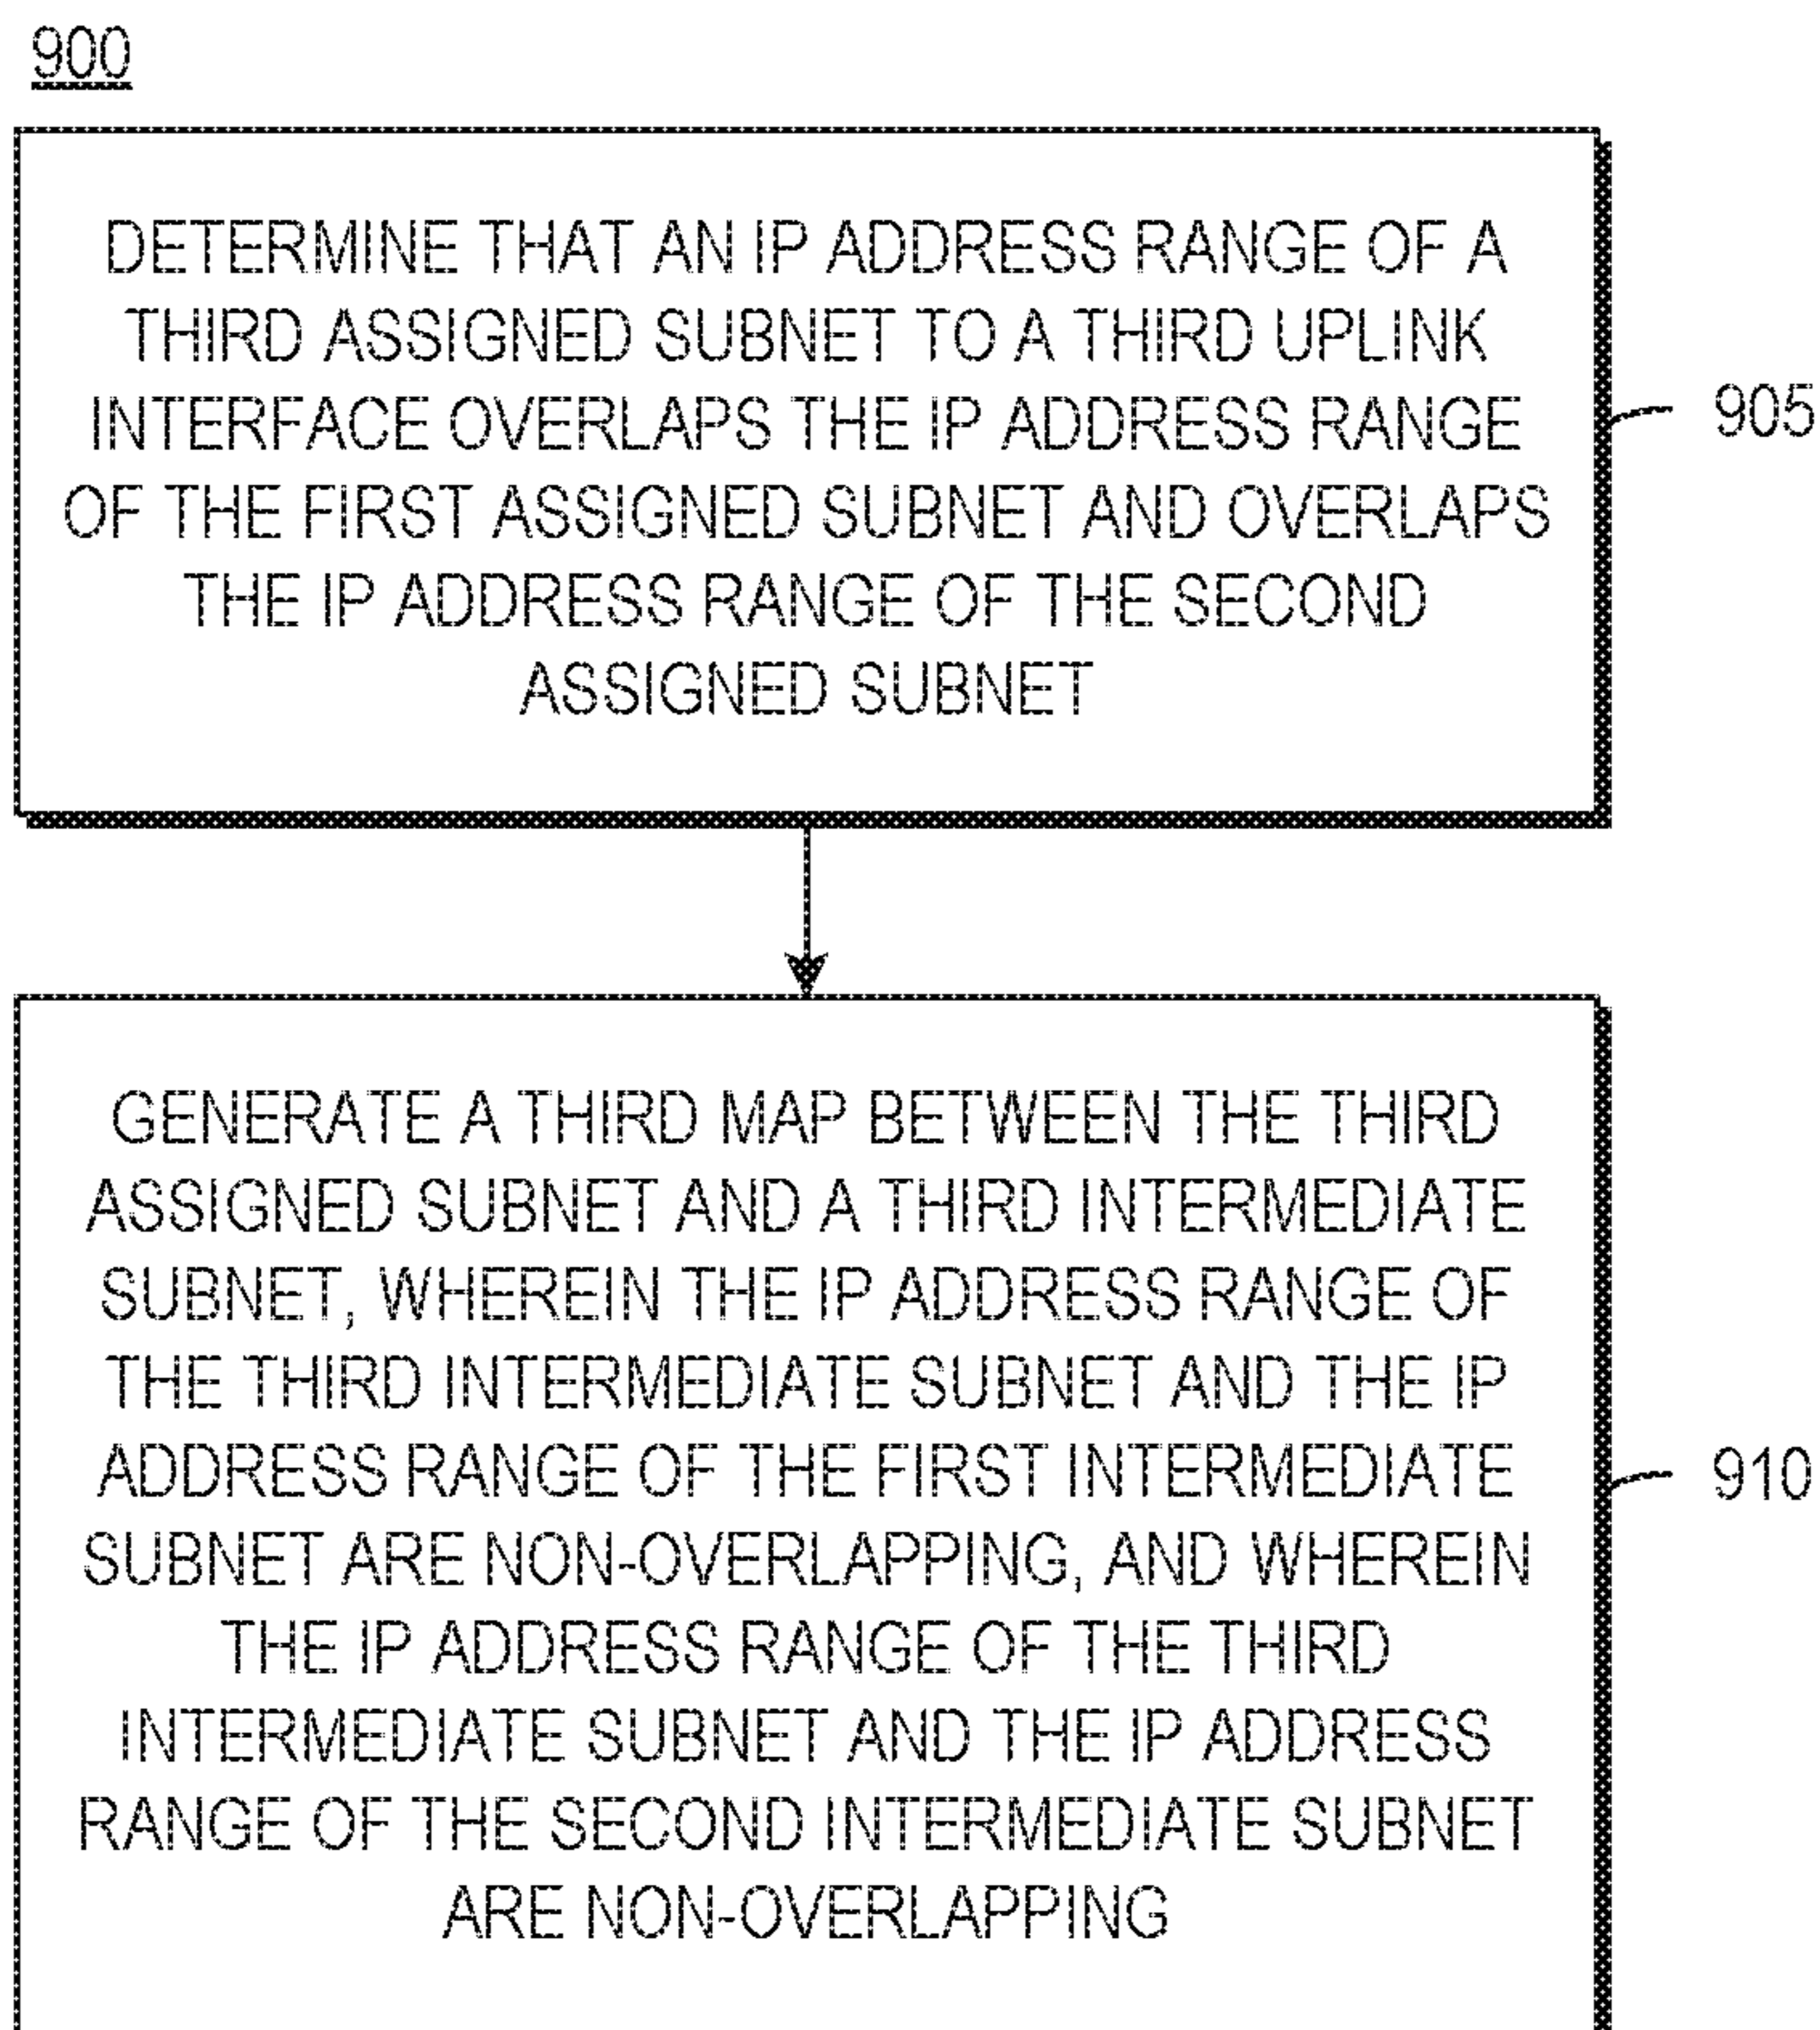 900
DETERMINE THAT AN IP ADDRESS RANGE OF A
THIRD ASSIGNED SUBNET TO A THIRD UPLINK
INTERFACE OVERLAPS THE IP ADDRESS RANGE
OF THE FIRST ASSIGNED SUBNET AND OVERLAPS
THE IP ADDRESS RANGE OF THE SECOND
ASSIGNED SUBNET
905
GENERATE A THIRD MAP BETWEEN THE THIRD
ASSIGNED SUBNET AND A THIRD INTERMEDIATE
SUBNET, WHEREIN THE IP ADDRESS RANGE OF
THE THIRD INTERMEDIATE SUBNET AND THE IP
ADDRESS RANGE OF THE FIRST INTERMEDIATE
SUBNET ARE NON-OVERLAPPING, AND WHEREIN
THE IP ADDRESS RANGE OF THE THIRD
INTERMEDIATE SUBNET AND THE IP ADDRESS
RANGE OF THE SECOND INTERMEDIATE SUBNET
ARE NON-OVERLAPPING
910